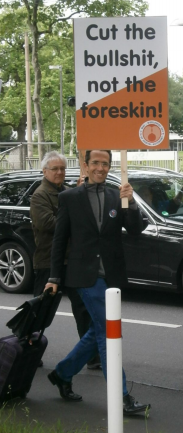 Cut the
bullshit,
not the
foreskin!